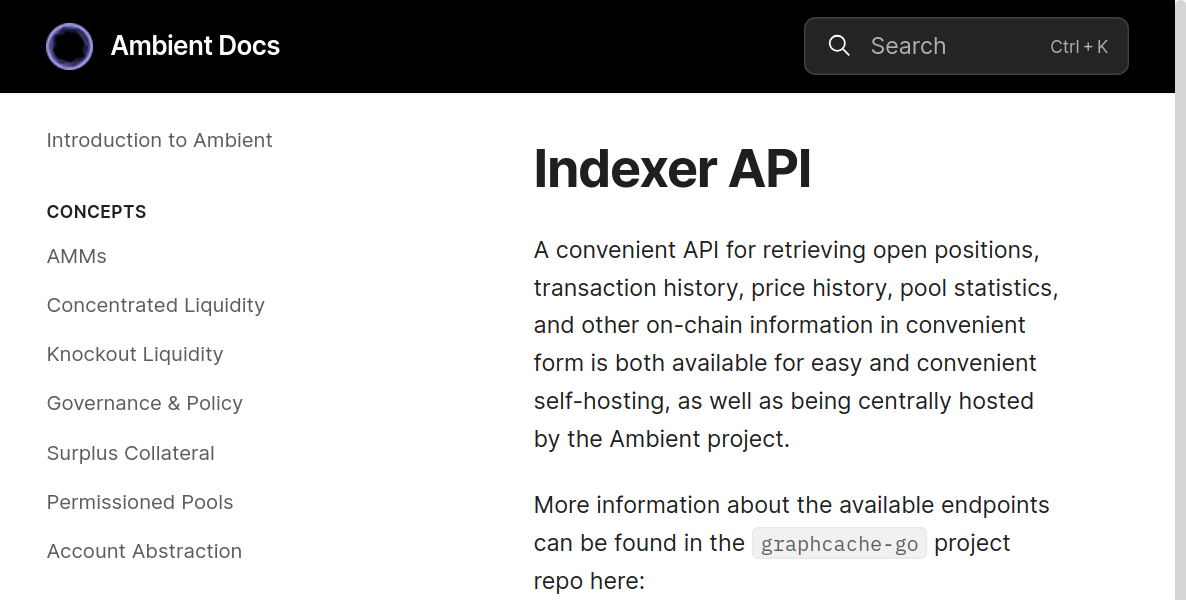 Ambient Docs
Search
Ctrl + K
Introduction to Ambient
CONCEPTS
AMMs
Concentrated Liquidity
Knockout Liquidity
Governance & Policy
Surplus Collateral
Permissioned Pools
Account Abstraction
Indexer API
A convenient API for retrieving open positions,
transaction history, price history, pool statistics,
and other on-chain information in convenient
form is both available for easy and convenient
self-hosting, as well as being centrally hosted
by the Ambient project.
More information about the available endpoints
can be found in the graphcache-go project
repo here: